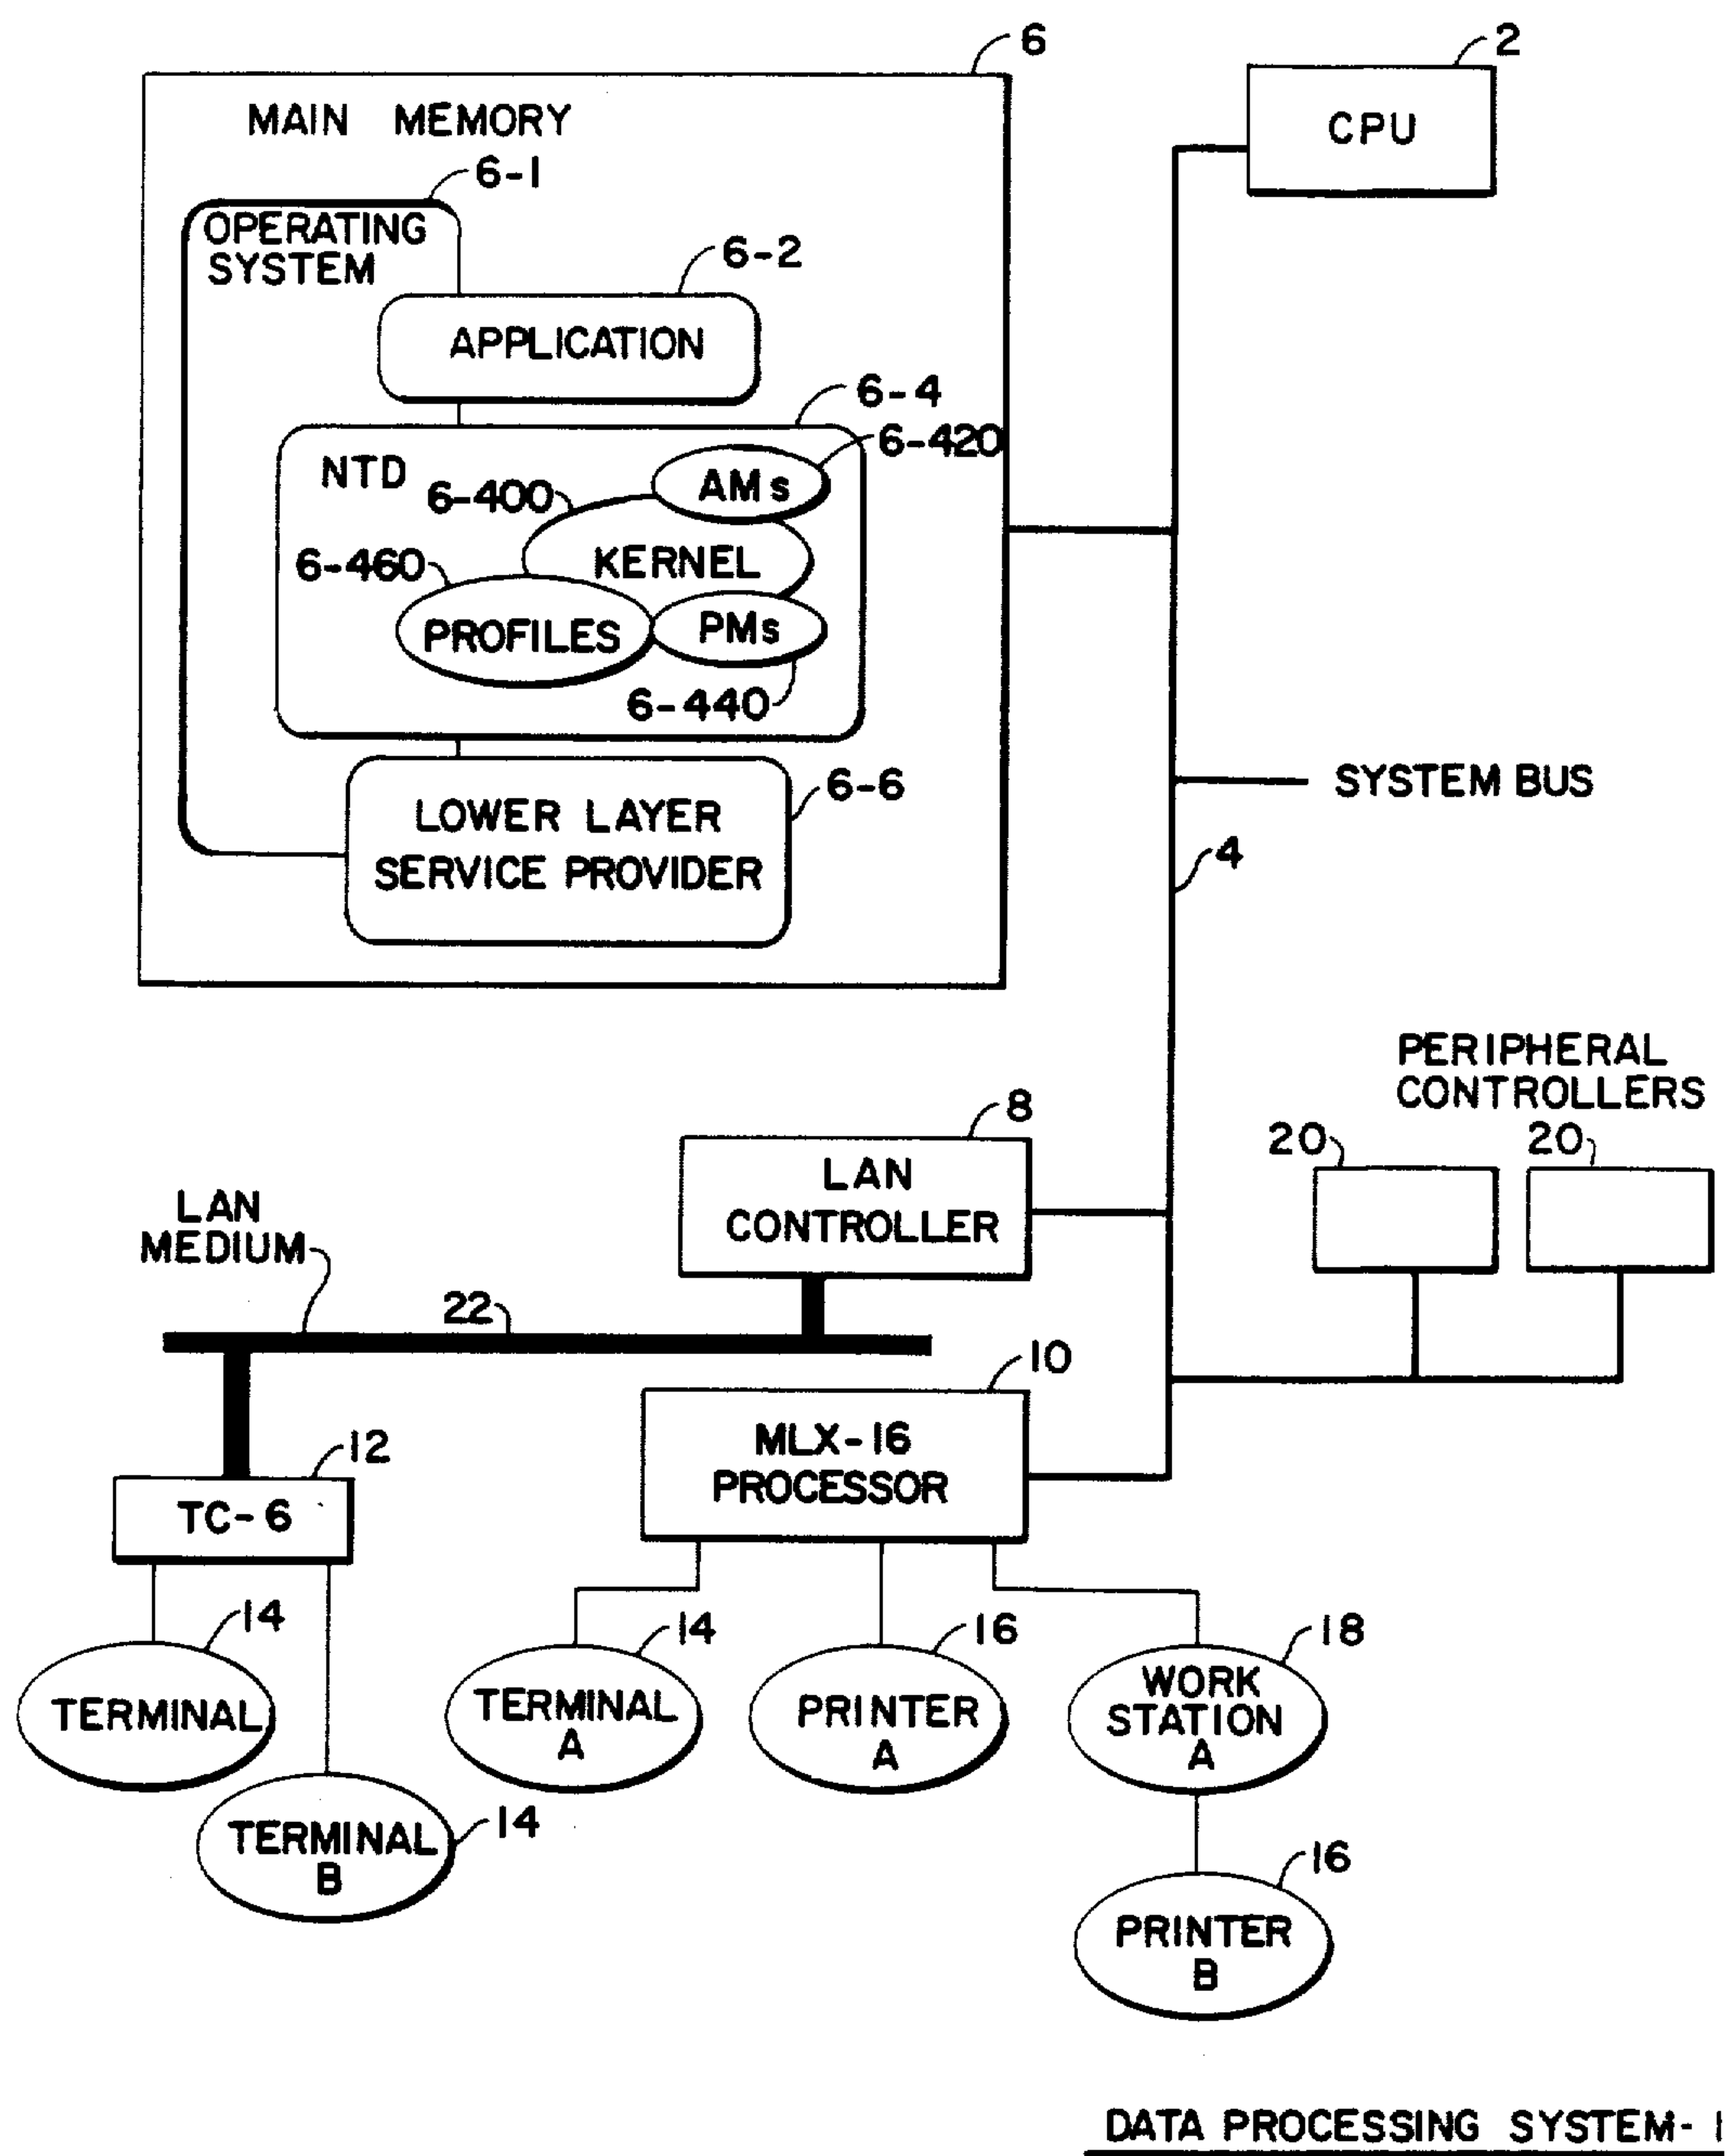 6
2
MAIN MEMORY
CPU
6-1
OPERATING
SYSTEM
6-2
APPLICATION
6-4
6-420
NTD
AMs
6-400
KERNEL
6-460
PROFILES
PMs
6-440
SYSTEM BUS
6-6
LOWER LAYER
SERVICE PROVIDER
4
PERIPHERAL
CONTROLLERS
8
20
20
LAN
CONTROLLER
LAN
MEDIUM
22
10
MLX-16
PROCESSOR
12
TC-6
14
14
16
18
TERMINAL
TERMINAL
A
PRINTER
A
WORK
STATION
A
14
TERMINAL
B
16
PRINTER
B
DATA PROCESSING SYSTEM-1